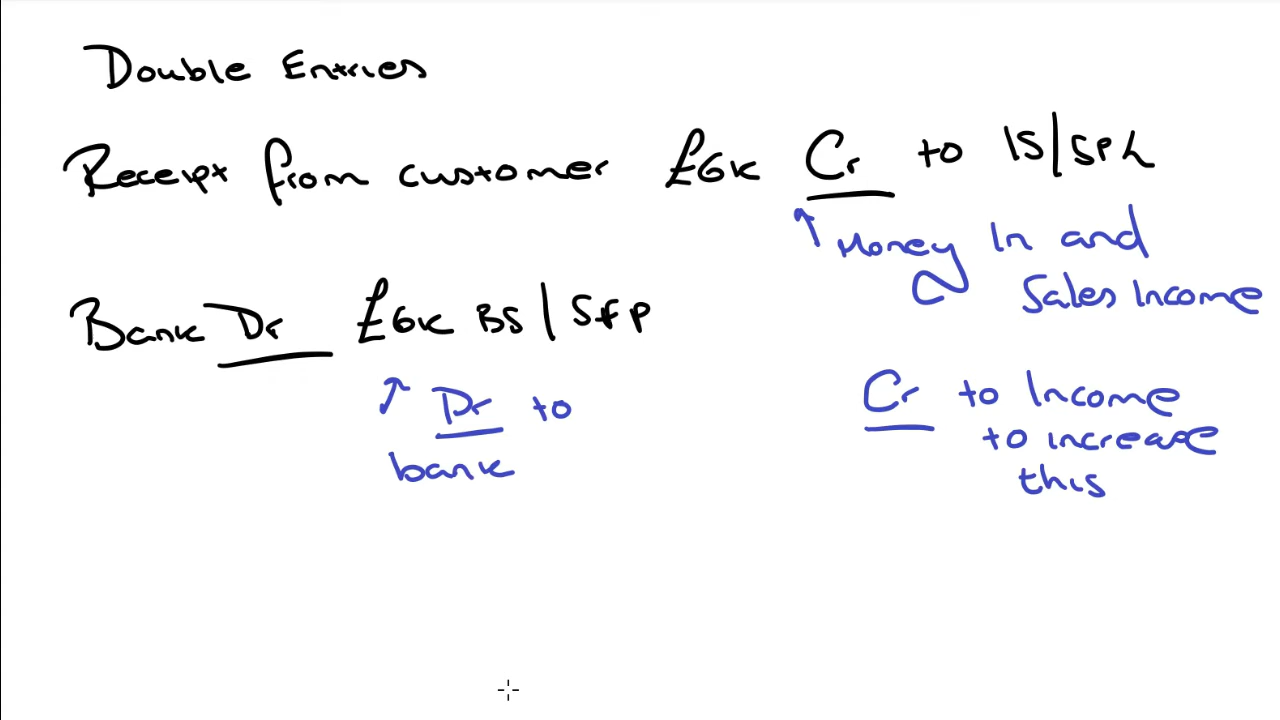 Double Entries
Receipt from customer £6K Cr to IS/SPL
↑ Money In and
Sales Income
Bank Dr £6K BS/SFP
↑ Dr to
bank
Cr to Income
to increase
this